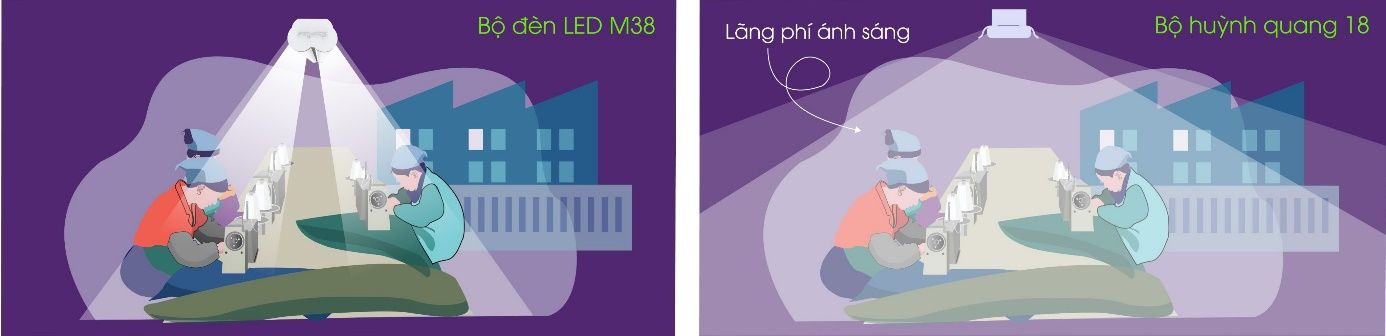 Bộ đèn LED M38
Lãng phí ánh sáng
Bộ huỳnh quang 18